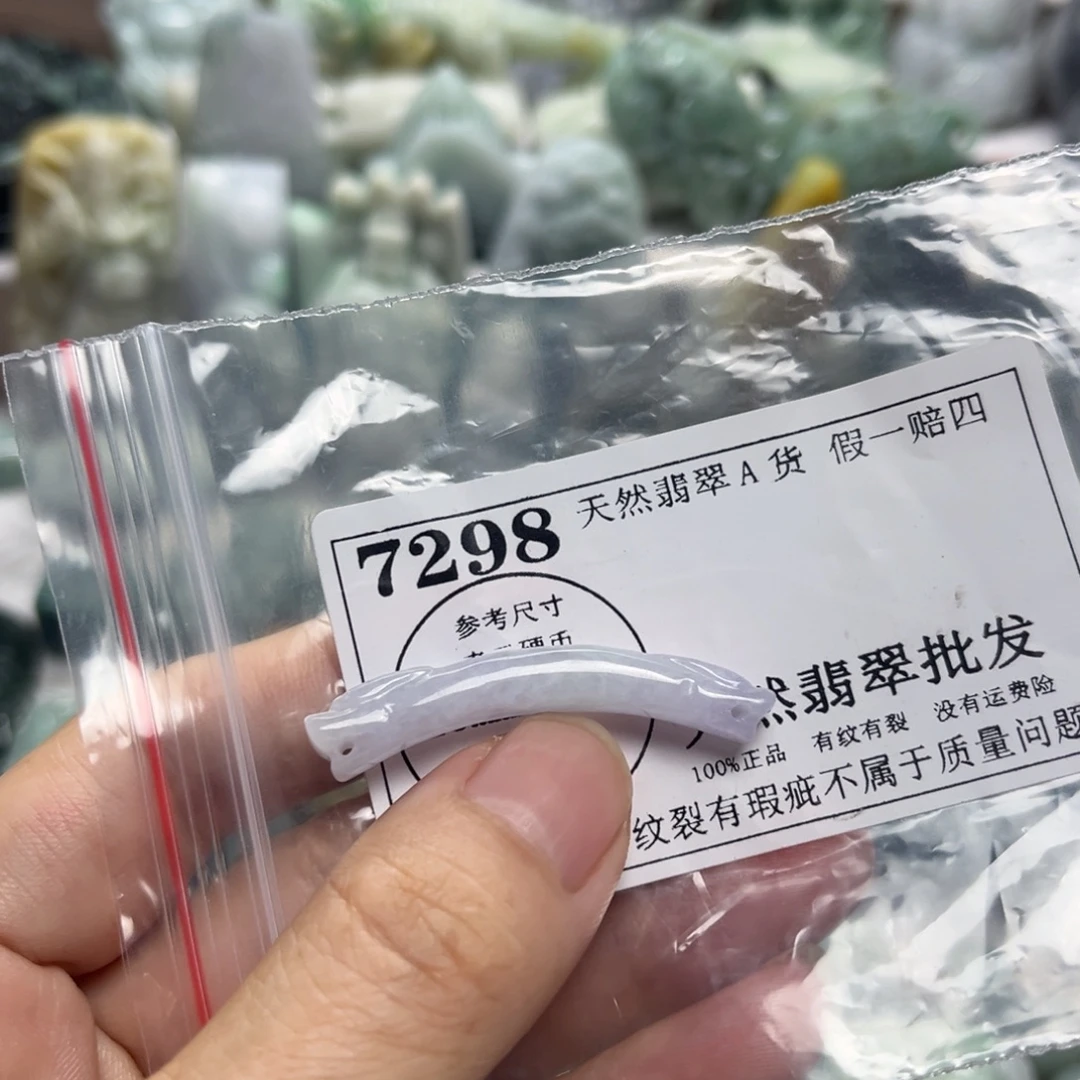 天然翡翠A货 假一赔四
7298
参考尺寸
硬币
然翡翠批发
100%正品 有纹有裂 没有运费险
纹裂有瑕疵不属于质量问题